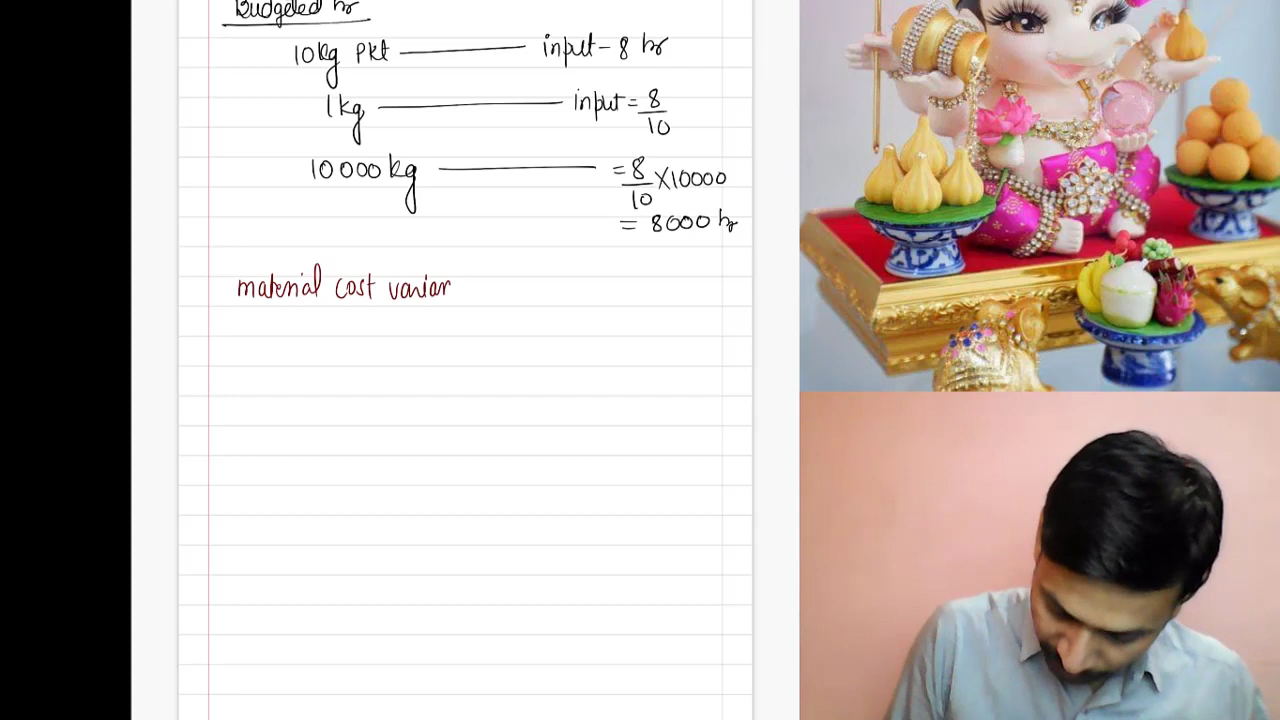 Budgeted hr
10kg pkt —— input - 8 hr
1kg —— input = 8/10
10000 kg —— = 8/10 X 10000
= 8000 hr
material cost varian